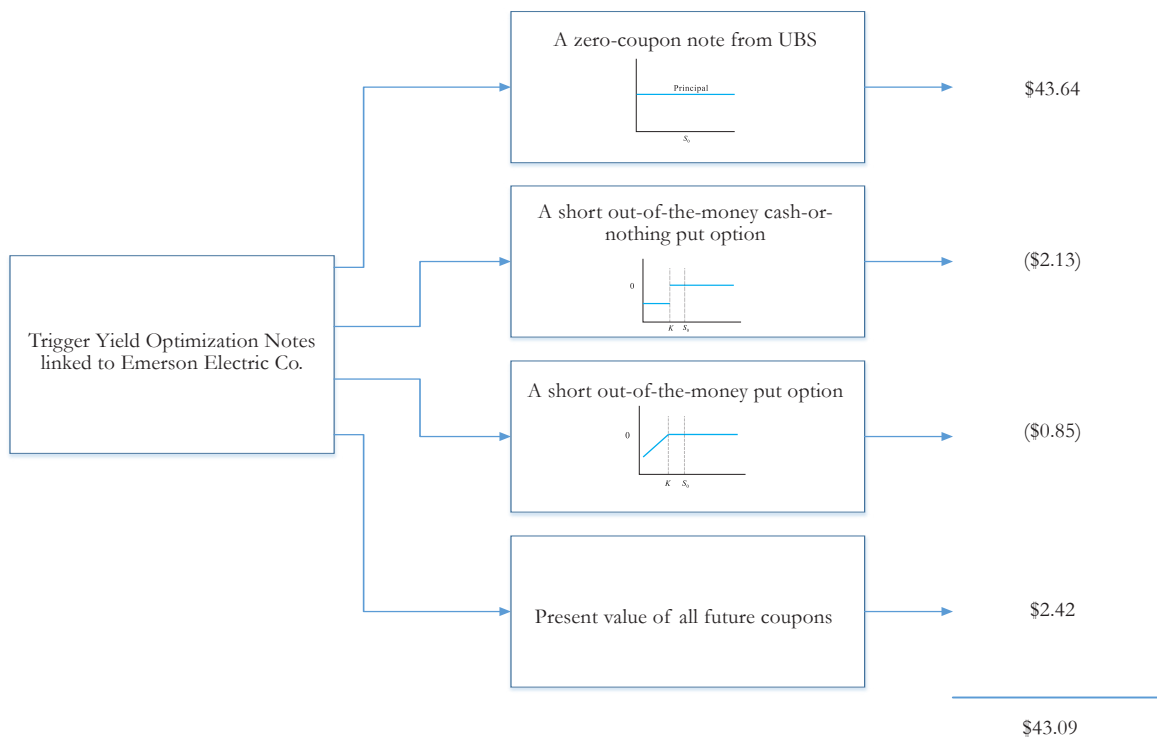 Trigger Yield Optimization Notes
linked to Emerson Electric Co.
A zero-coupon note from UBS
Principal
S₀
$43.64
A short out-of-the-money cash-or-
nothing put option
0
K S₀
($2.13)
A short out-of-the-money put option
0
K S₀
($0.85)
Present value of all future coupons
$2.42
$43.09